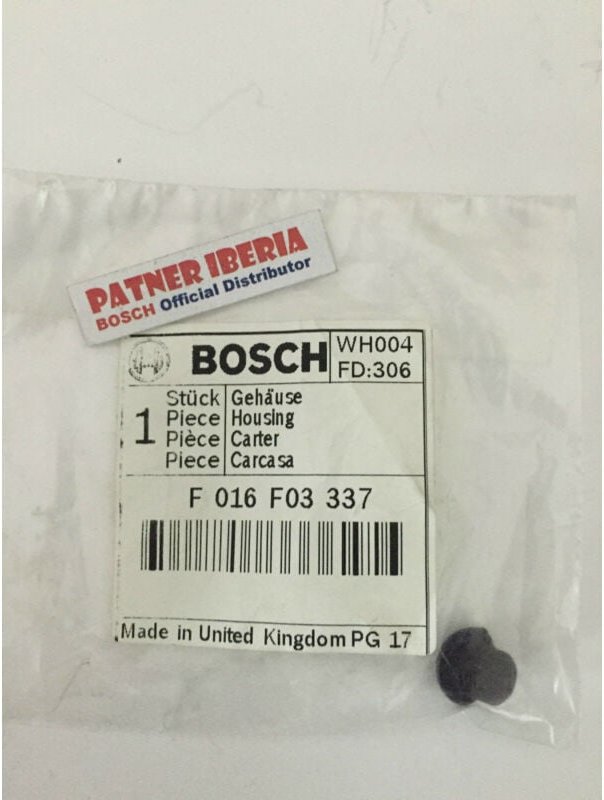 PATNER IBERIA
BOSCH Official Distributor
BOSCH
WH004
FD:306
1
Stück Gehäuse
Piece Housing
Pièce Carter
Piece Carcasa
F 016 F03 337
Made in United Kingdom PG 17